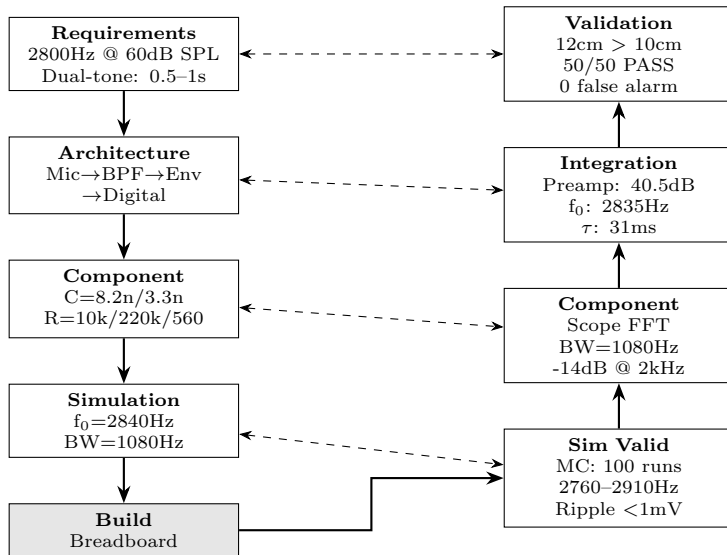 Requirements
2800Hz @ 60dB SPL
Dual-tone: 0.5–1s
Architecture
Mic→BPF→Env
→Digital
Component
C=8.2n/3.3n
R=10k/220k/560
Simulation
f₀=2840Hz
BW=1080Hz
Build
Breadboard
Validation
12cm > 10cm
50/50 PASS
0 false alarm
Integration
Preamp: 40.5dB
f₀: 2835Hz
τ: 31ms
Component
Scope FFT
BW=1080Hz
-14dB @ 2kHz
Sim Valid
MC: 100 runs
2760–2910Hz
Ripple <1mV